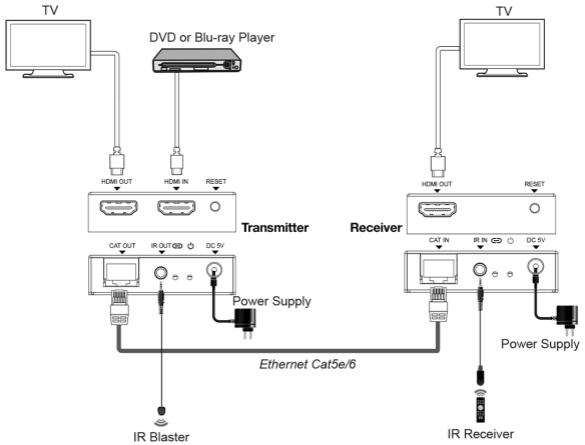 TV
TV
DVD or Blu-ray Player
HDMI OUT
HDMI IN
RESET
HDMI OUT
RESET
Transmitter
Receiver
CAT OUT
IR OUT
DC 5V
CAT IN
IR IN
DC 5V
Power Supply
Power Supply
Ethernet Cat5e/6
IR Blaster
IR Receiver